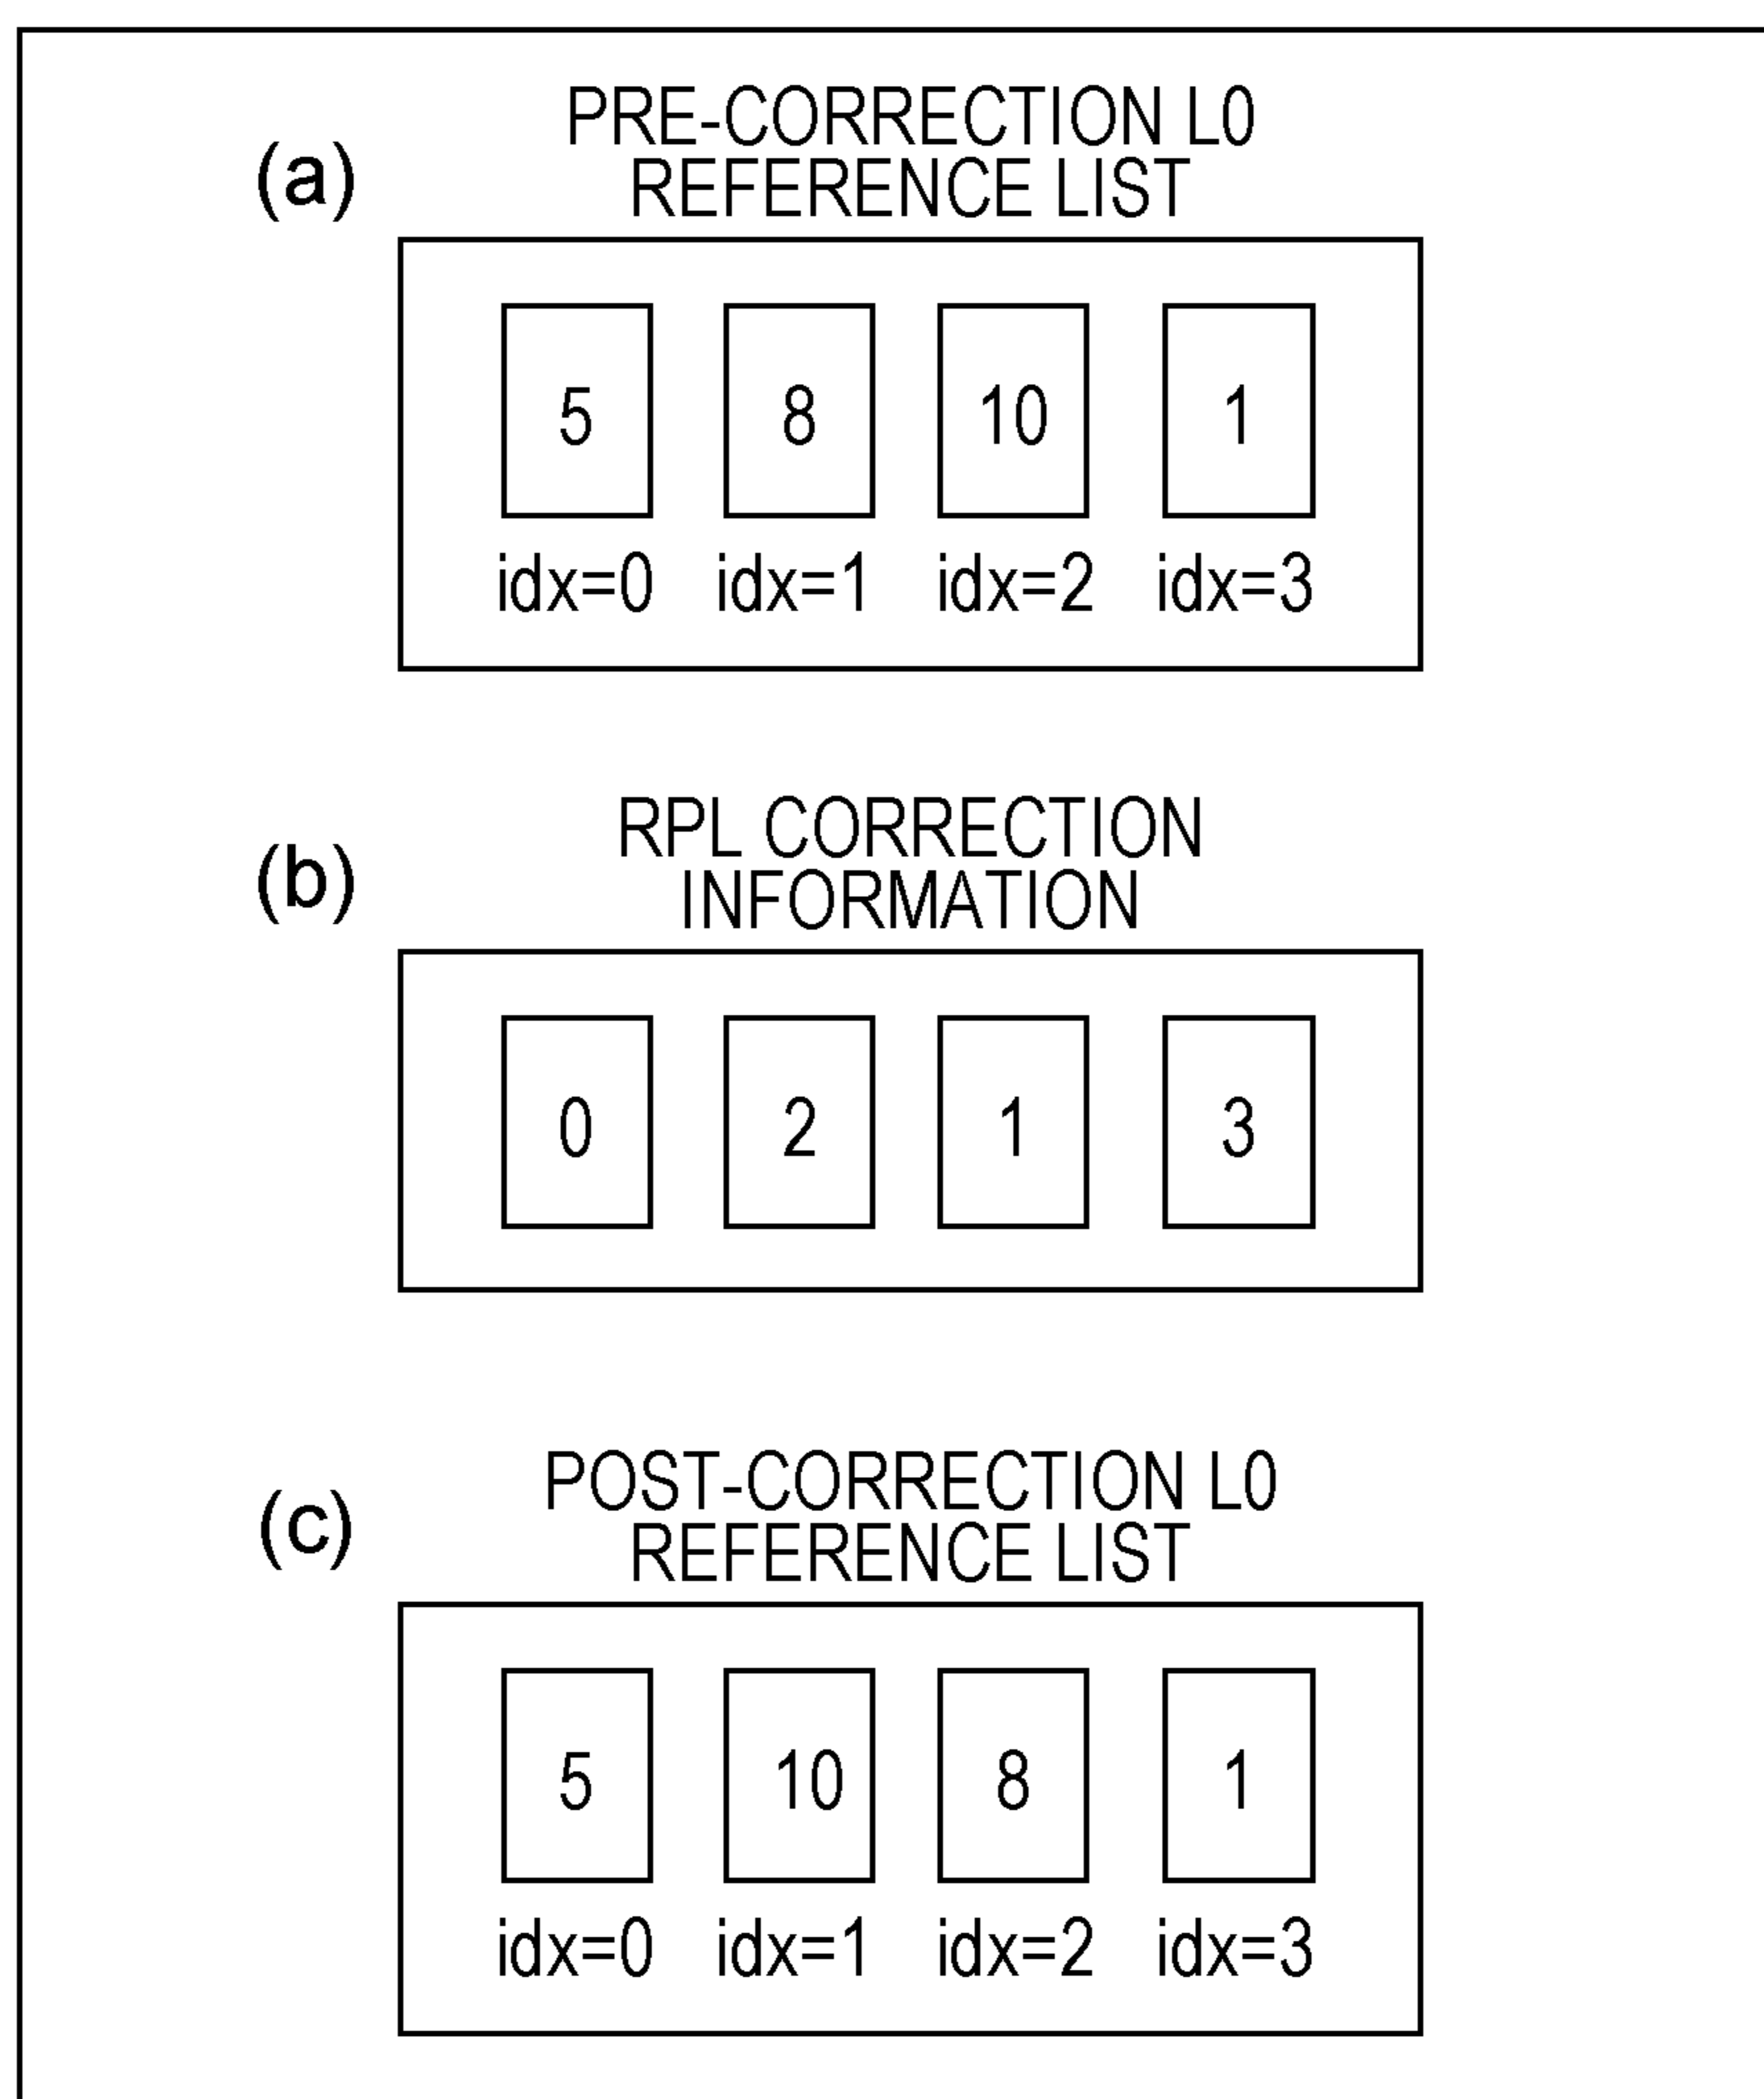 (a)
PRE-CORRECTION L0
REFERENCE LIST
5 8 10 1
idx=0 idx=1 idx=2 idx=3
(b)
RPL CORRECTION
INFORMATION
0 2 1 3
(c)
POST-CORRECTION L0
REFERENCE LIST
5 10 8 1
idx=0 idx=1 idx=2 idx=3